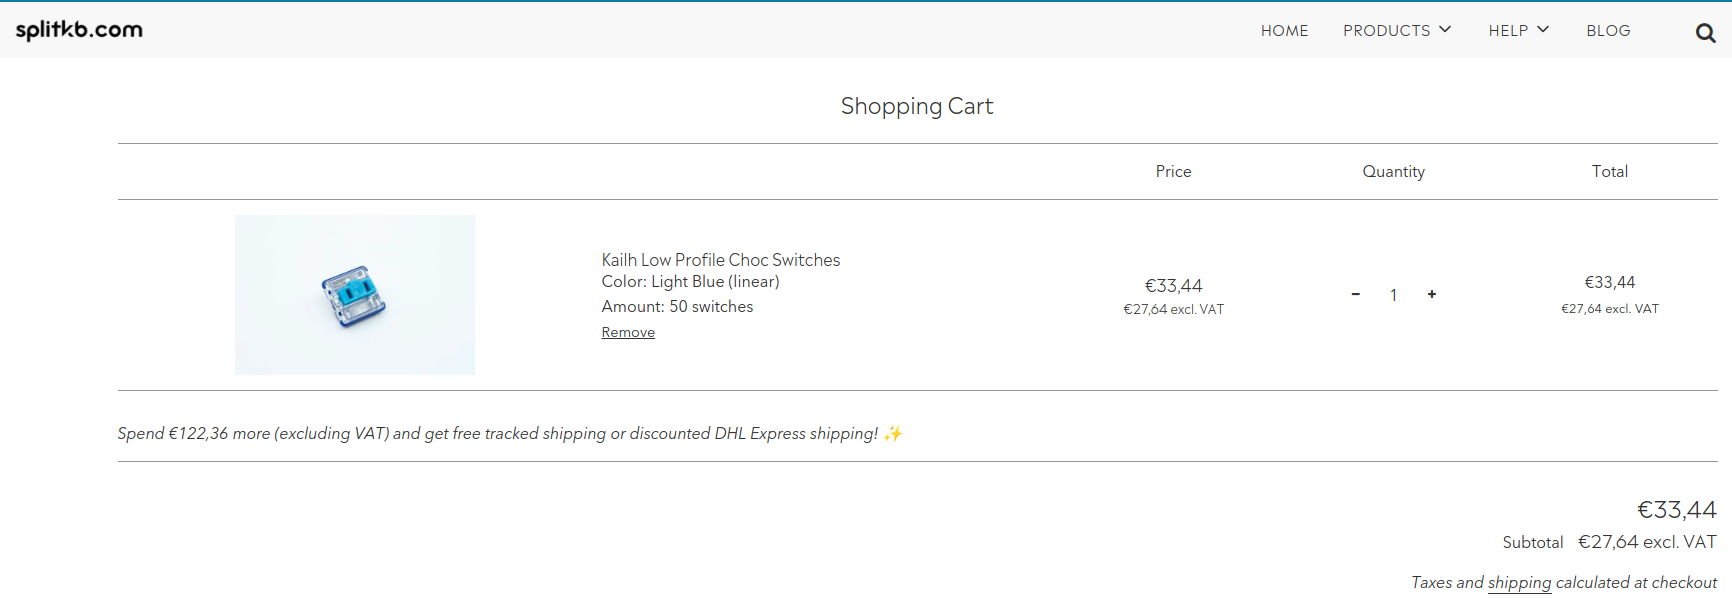 splitkb.com HOME PRODUCTS HELP BLOG
Shopping Cart
Price Quantity Total
Kailh Low Profile Choc Switches
Color: Light Blue (linear)
Amount: 50 switches
Remove
€33,44
€27,64 excl. VAT
- 1 +
€33,44
€27,64 excl. VAT
Spend €122,36 more (excluding VAT) and get free tracked shipping or discounted DHL Express shipping! ✨
€33,44
Subtotal €27,64 excl. VAT
Taxes and shipping calculated at checkout